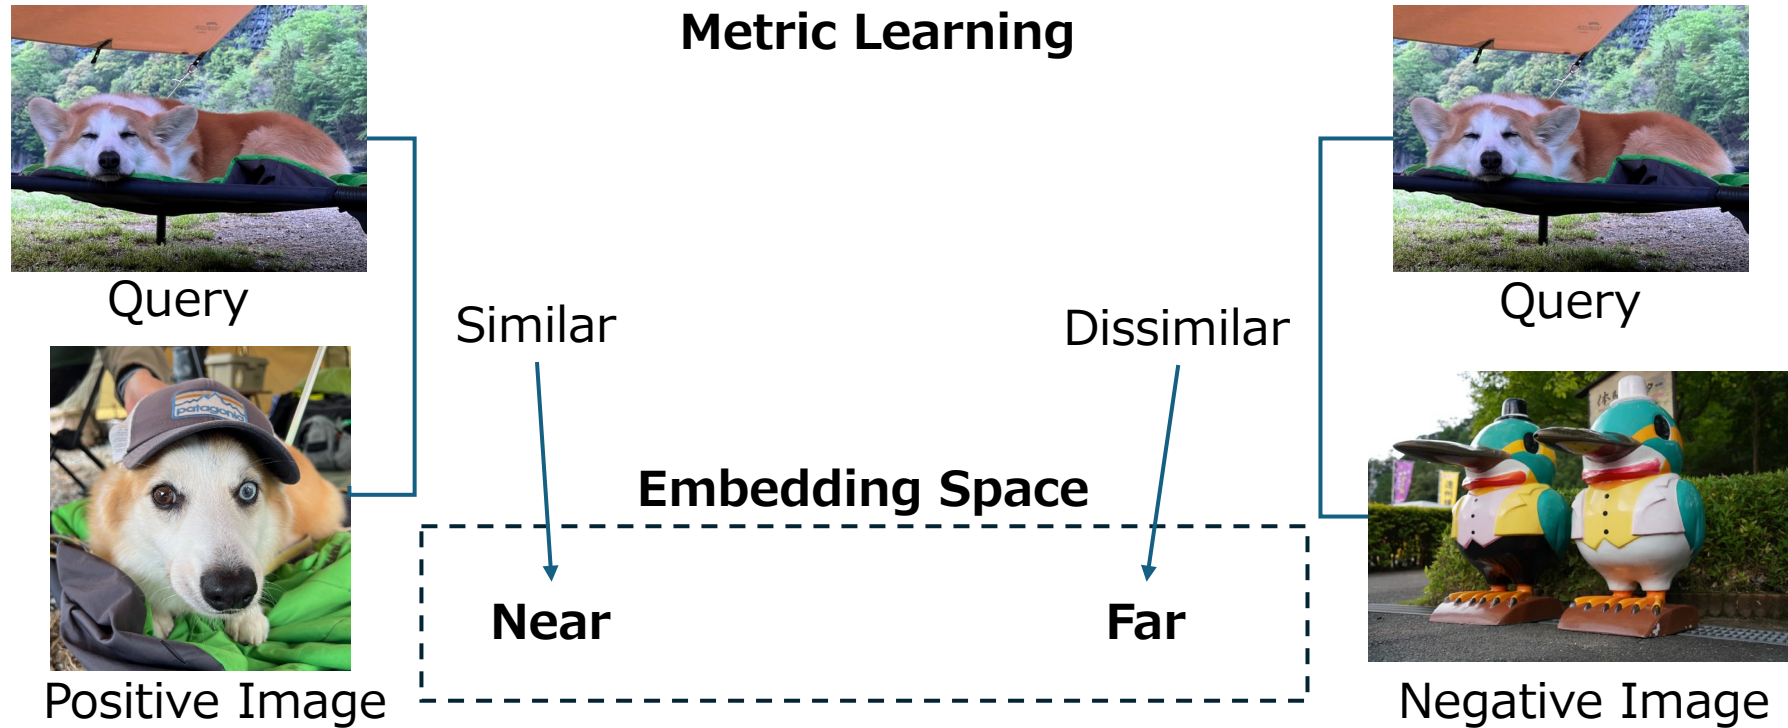 Metric Learning
Query
Query
Similar
Dissimilar
patagonia
Embedding Space
Near
Far
Positive Image
Negative Image